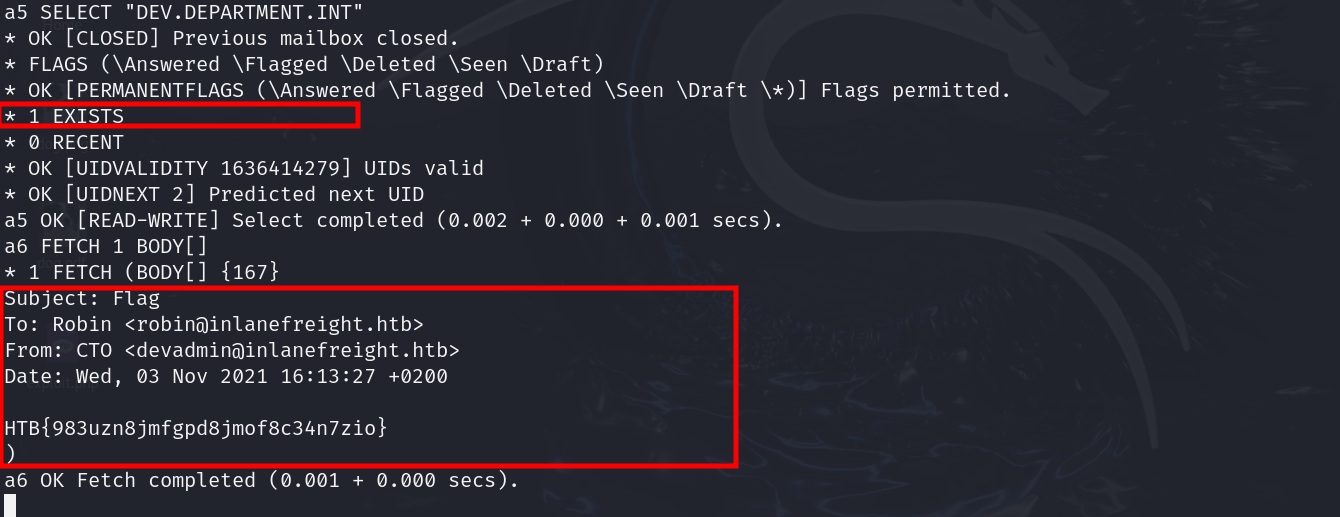 a5 SELECT "DEV.DEPARTMENT.INT"
* OK [CLOSED] Previous mailbox closed.
* FLAGS (\Answered \Flagged \Deleted \Seen \Draft)
* OK [PERMANENTFLAGS (\Answered \Flagged \Deleted \Seen \Draft \*)] Flags permitted.
* 1 EXISTS
* 0 RECENT
* OK [UIDVALIDITY 1636414279] UIDs valid
* OK [UIDNEXT 2] Predicted next UID
a5 OK [READ-WRITE] Select completed (0.002 + 0.000 + 0.001 secs).
a6 FETCH 1 BODY[]
* 1 FETCH (BODY[] {167}
Subject: Flag
To: Robin <robin@inlanefreight.htb>
From: CTO <devadmin@inlanefreight.htb>
Date: Wed, 03 Nov 2021 16:13:27 +0200

HTB{983uzn8jmfgpd8jmof8c34n7zio}
)
a6 OK Fetch completed (0.001 + 0.000 secs).